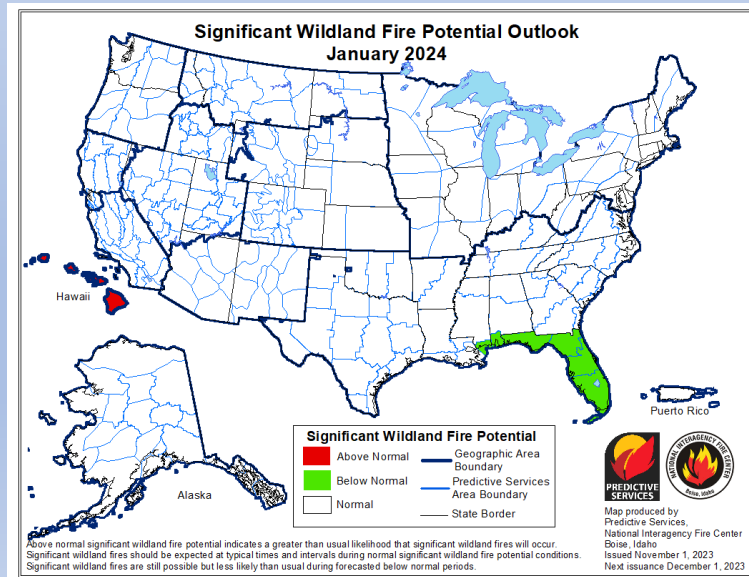 Significant Wildland Fire Potential Outlook
January 2024
Hawaii
Alaska
Puerto Rico
Significant Wildland Fire Potential
Above Normal
Below Normal
Normal
Geographic Area
Boundary
Predictive Services
Area Boundary
State Border
PREDICTIVE
SERVICES
NATIONAL INTERAGENCY FIRE CENTER
Boise, Idaho
Map produced by
Predictive Services,
National Interagency Fire Center
Boise, Idaho
Issued November 1, 2023
Next issuance December 1, 2023
Above normal significant wildland fire potential indicates a greater than usual likelihood that significant wildland fires will occur.
Significant wildland fires should be expected at typical times and intervals during normal significant wildland fire potential conditions.
Significant wildland fires are still possible but less likely than usual during forecasted below normal periods.